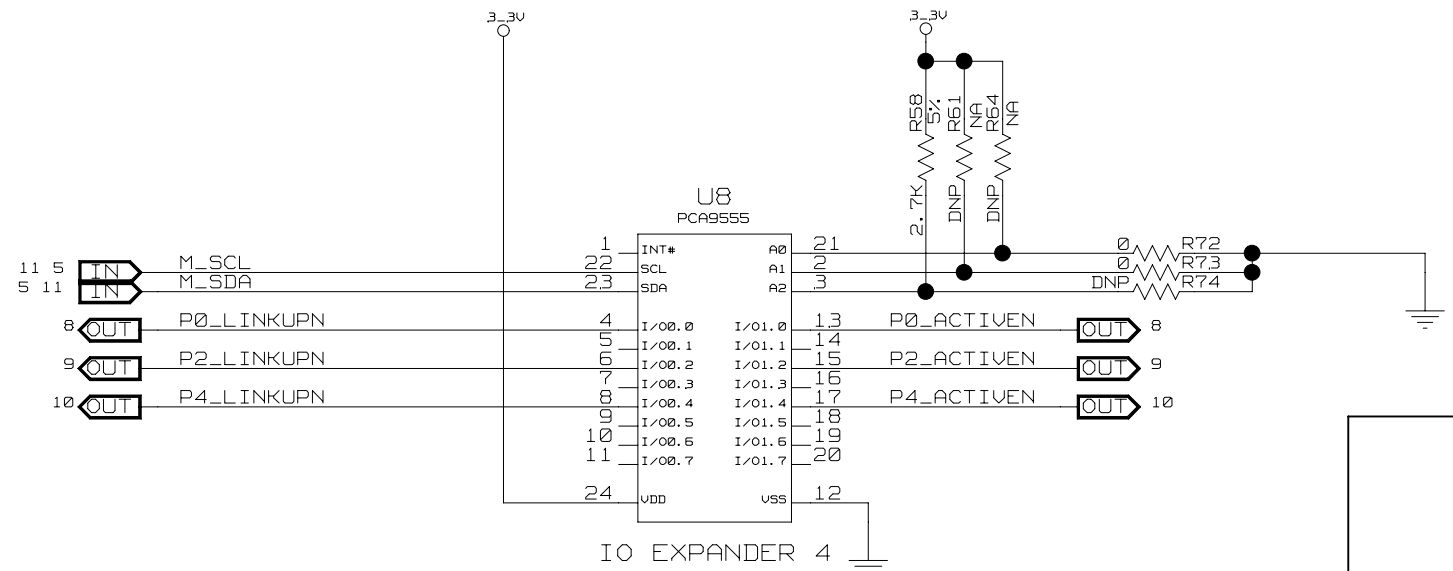 3_3V
3_3V
R58
5%
2.7K
R61
NA
DNP
R64
NA
DNP
U8
PCA9555
1 INT# A0 21 0 R72
11 5 IN M_SCL 22 SCL A1 2 0 R73
5 11 IN M_SDA 23 SDA A2 3 DNP R74
8 OUT P0_LINKUPN 4 I/O0.0 I/O1.0 13 P0_ACTIVEN OUT 8
5 I/O0.1 I/O1.1 14
9 OUT P2_LINKUPN 6 I/O0.2 I/O1.2 15 P2_ACTIVEN OUT 9
7 I/O0.3 I/O1.3 16
10 OUT P4_LINKUPN 8 I/O0.4 I/O1.4 17 P4_ACTIVEN OUT 10
9 I/O0.5 I/O1.5 18
10 I/O0.6 I/O1.6 19
11 I/O0.7 I/O1.7 20
24 VDD VSS 12
IO EXPANDER 4